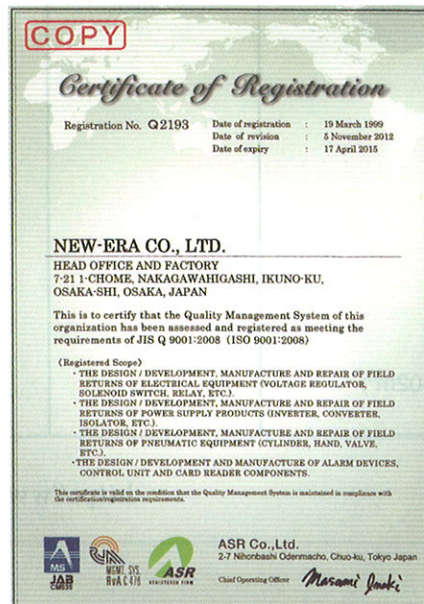 COPY
Certificate of Registration
Registration No. Q2193
Date of registration : 19 March 1999
Date of revision : 5 November 2012
Date of expiry : 17 April 2015
NEW-ERA CO., LTD.
HEAD OFFICE AND FACTORY
7-21 1-CHOME, NAKAGAWAHIGASHI, IKUNO-KU,
OSAKA-SHI, OSAKA, JAPAN
This is to certify that the Quality Management System of this
organization has been assessed and registered as meeting the
requirements of JIS Q 9001:2008 (ISO 9001:2008)
〈Registered Scope〉
・THE DESIGN / DEVELOPMENT, MANUFACTURE AND REPAIR OF FIELD
RETURNS OF ELECTRICAL EQUIPMENT (VOLTAGE REGULATOR,
SOLENOID SWITCH, RELAY, ETC.).
・THE DESIGN / DEVELOPMENT, MANUFACTURE AND REPAIR OF FIELD
RETURNS OF POWER SUPPLY PRODUCTS (INVERTER, CONVERTER,
ISOLATOR, ETC.).
・THE DESIGN / DEVELOPMENT, MANUFACTURE AND REPAIR OF FIELD
RETURNS OF PNEUMATIC EQUIPMENT (CYLINDER, HAND, VALVE,
ETC.).
・THE DESIGN / DEVELOPMENT AND MANUFACTURE OF ALARM DEVICES,
CONTROL UNIT AND CARD READER COMPONENTS.
This certificate is valid on the condition that the Quality Management System is maintained in compliance with
the certification/registration requirements.
MS
JAB
CM039
MGMT. SYS.
RvA C 476
ASR
REGISTERED FIRM
ASR Co.,Ltd.
2-7 Nihonbashi Odenmacho, Chuo-ku, Tokyo Japan
Chief Operating Officer Masami Inaki